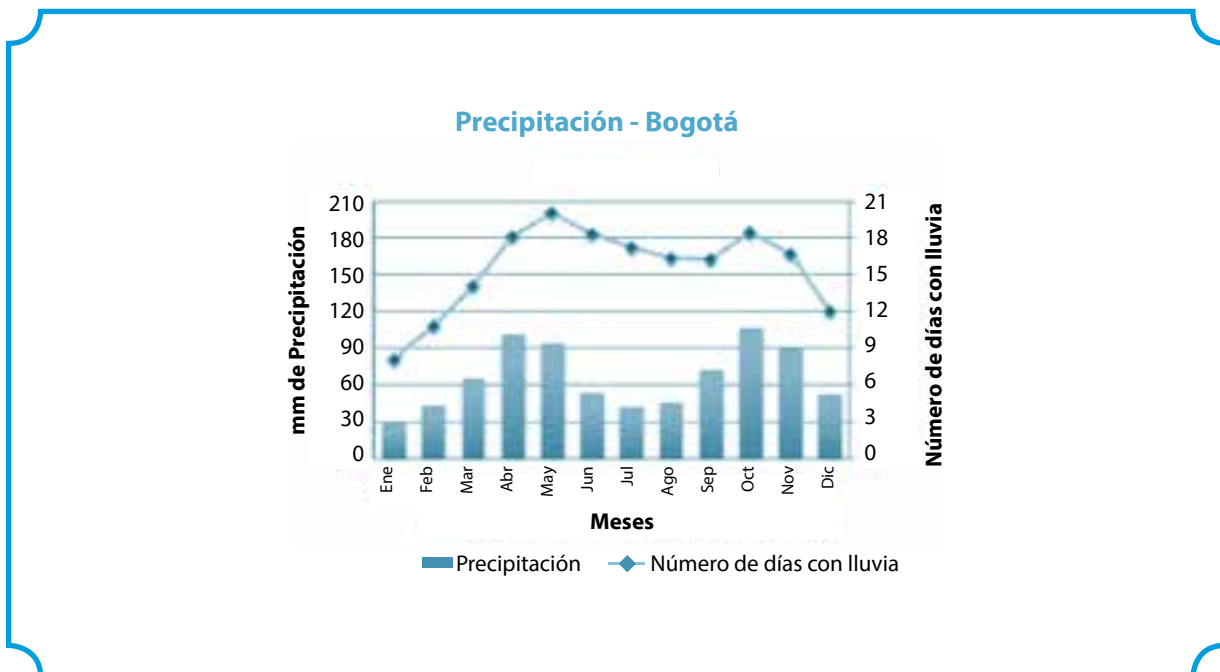 Precipitación - Bogotá
mm de Precipitación
210
180
150
120
90
60
30
0
21
18
15
12
9
6
3
0
Número de días con lluvia
Ene
Feb
Mar
Abr
May
Jun
Jul
Ago
Sep
Oct
Nov
Dic
Meses
Precipitación
Número de días con lluvia